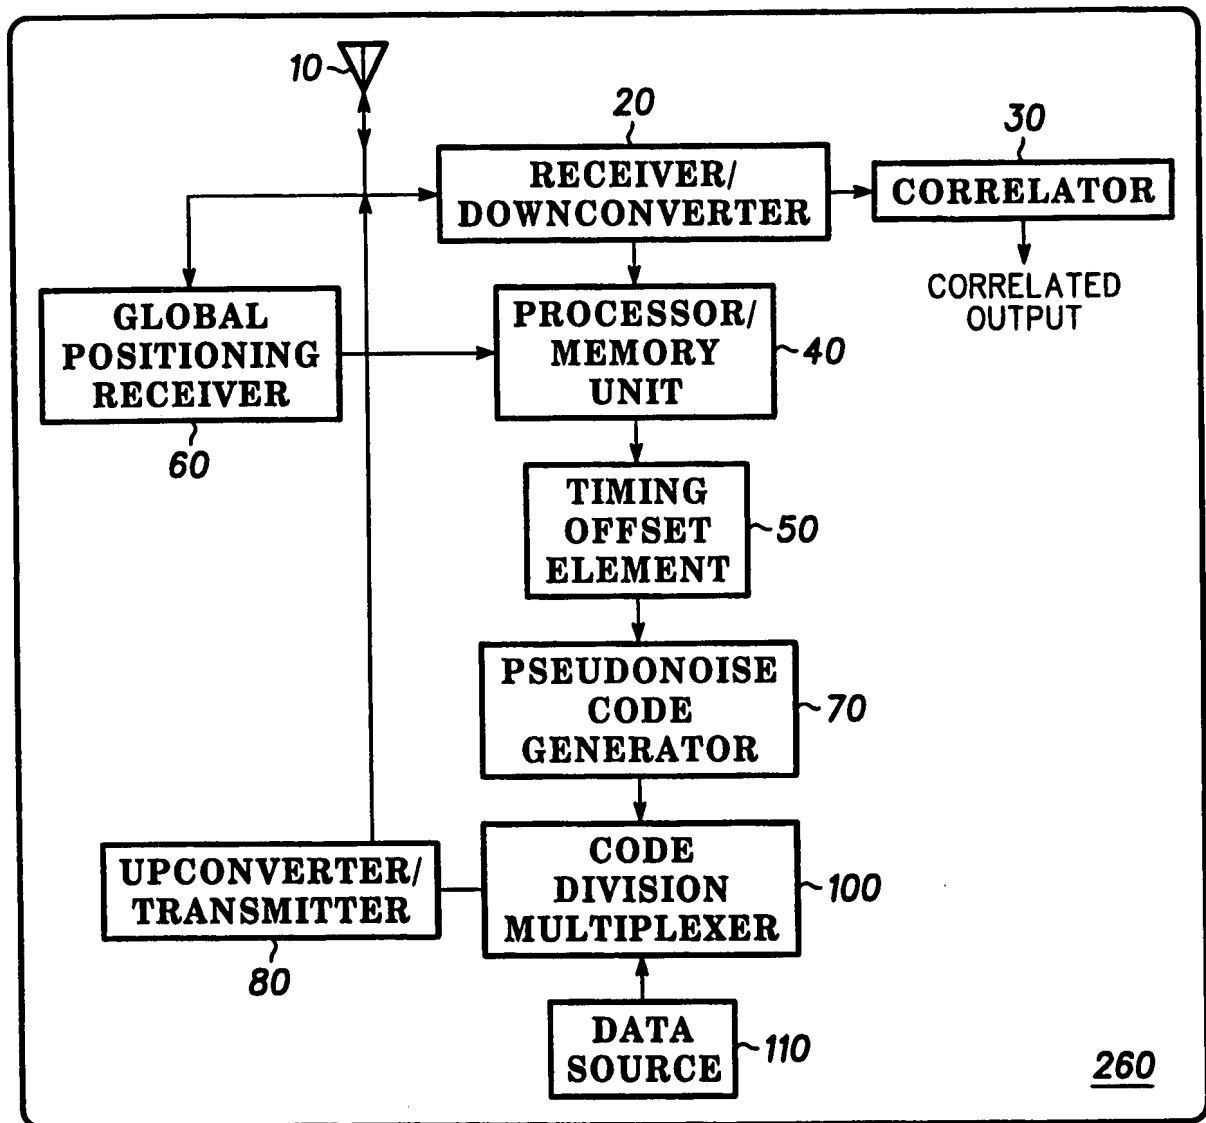 10
20
30
RECEIVER/
DOWNCONVERTER
CORRELATOR
CORRELATED
OUTPUT
GLOBAL
POSITIONING
RECEIVER
60
PROCESSOR/
MEMORY
UNIT
40
TIMING
OFFSET
ELEMENT
50
PSEUDONOISE
CODE
GENERATOR
70
UPCONVERTER/
TRANSMITTER
80
CODE
DIVISION
MULTIPLEXER
100
DATA
SOURCE
110
260